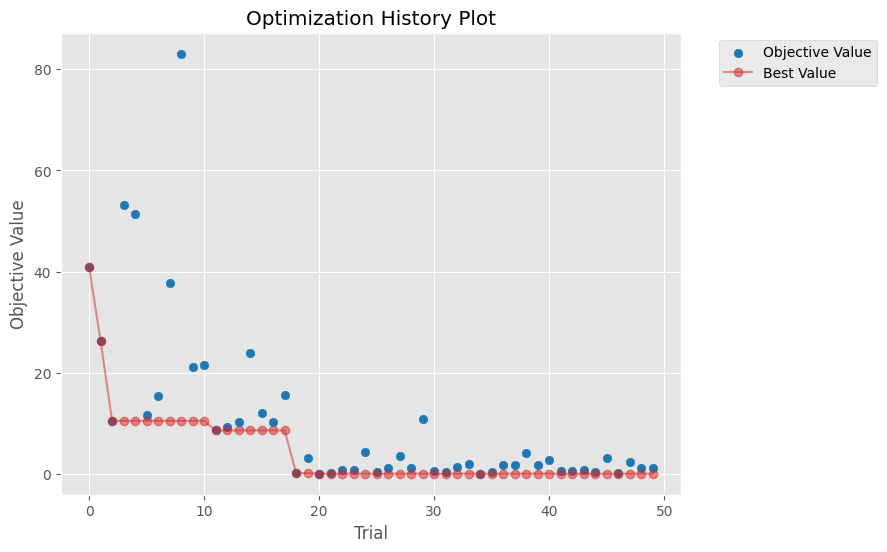 Optimization History Plot
Objective Value
Best Value
Objective Value
80
60
40
20
0
0 10 20 30 40 50
Trial